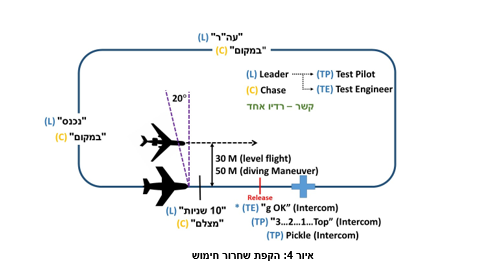 (L) "עה"ר"
(C) "במקום"
(L) Leader
(TP) Test Pilot
(C) Chase
(TE) Test Engineer
קשר – רדיו אחד
20°
(L) "נכנס"
(C) "במקום"
30 M (level flight)
50 M (diving Maneuver)
Release
(L) "10 שניות"
(C) "מצלם"
* (TE) "g OK" (Intercom)
(TP) "3…2…1…Top" (Intercom)
(TP) Pickle (Intercom)
איור 4: הקפת שחרור חימוש